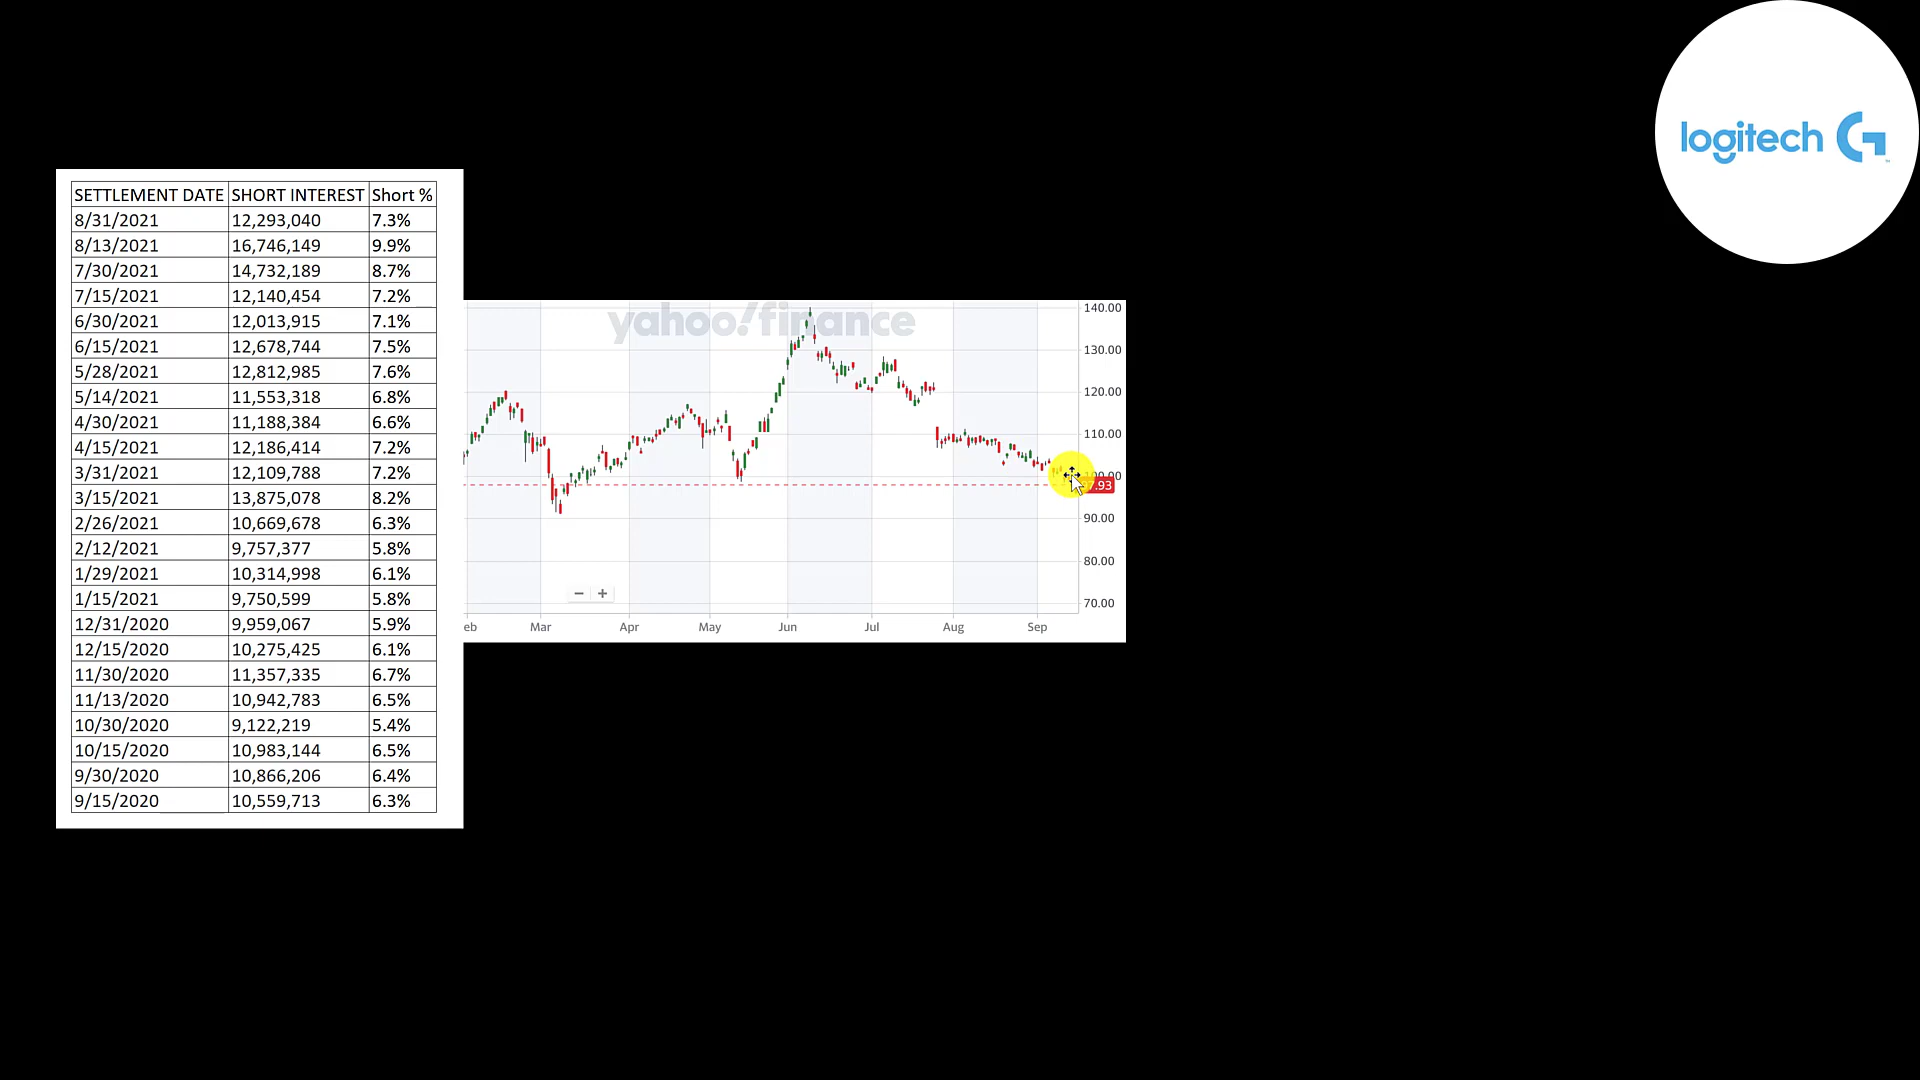 logitech G
SETTLEMENT DATE SHORT INTEREST Short %
8/31/2021 12,293,040 7.3%
8/13/2021 16,746,149 9.9%
7/30/2021 14,732,189 8.7%
7/15/2021 12,140,454 7.2%
6/30/2021 12,013,915 7.1%
6/15/2021 12,678,744 7.5%
5/28/2021 12,812,985 7.6%
5/14/2021 11,553,318 6.8%
4/30/2021 11,188,384 6.6%
4/15/2021 12,186,414 7.2%
3/31/2021 12,109,788 7.2%
3/15/2021 13,875,078 8.2%
2/26/2021 10,669,678 6.3%
2/12/2021 9,757,377 5.8%
1/29/2021 10,314,998 6.1%
1/15/2021 9,750,599 5.8%
12/31/2020 9,959,067 5.9%
12/15/2020 10,275,425 6.1%
11/30/2020 11,357,335 6.7%
11/13/2020 10,942,783 6.5%
10/30/2020 9,122,219 5.4%
10/15/2020 10,983,144 6.5%
9/30/2020 10,866,206 6.4%
9/15/2020 10,559,713 6.3%
yahoo!finance
140.00
130.00
120.00
110.00
90.00
80.00
70.00
eb Mar Apr May Jun Jul Aug Sep